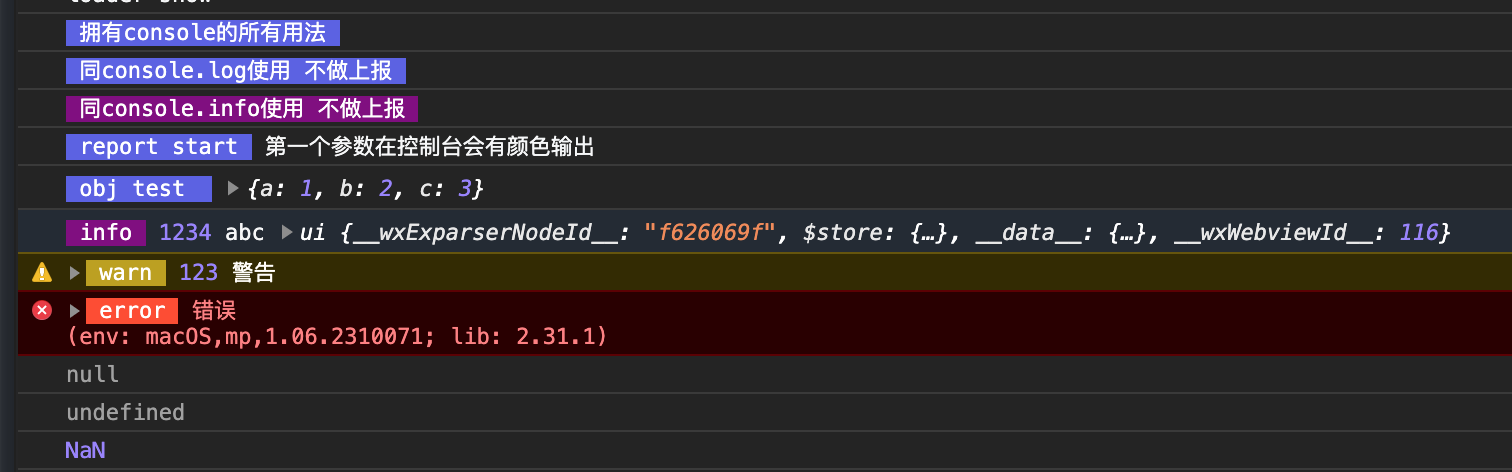 拥有console的所有用法
同console.log使用 不做上报
同console.info使用 不做上报
report start 第一个参数在控制台会有颜色输出
obj test {a: 1, b: 2, c: 3}
info 1234 abc ui {__wxExparserNodeId__: "f626069f", $store: {…}, __data__: {…}, __wxWebviewId__: 116}
warn 123 警告
error 错误
(env: macOS,mp,1.06.2310071; lib: 2.31.1)
null
undefined
NaN